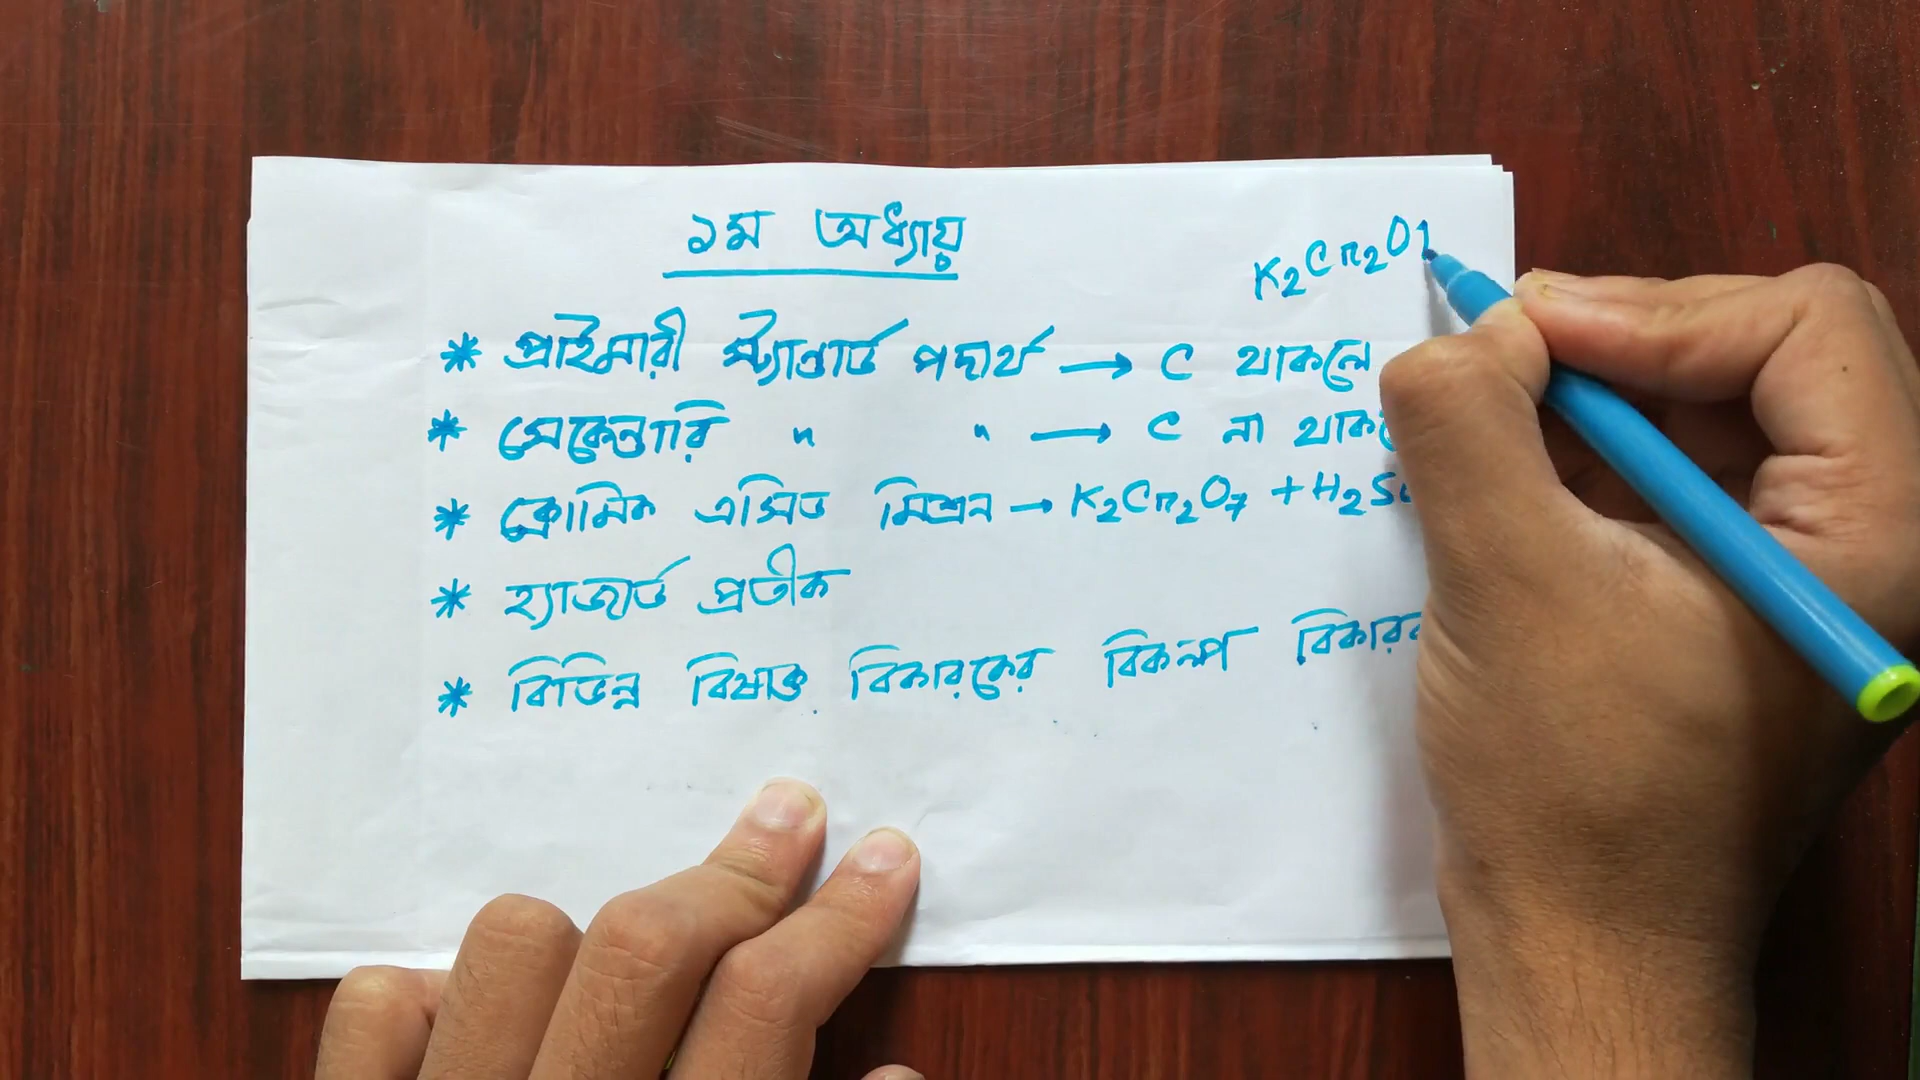 ১ম অধ্যায়
K2Cr2O7
* প্রাইমারী স্ট্যান্ডার্ড পদার্থ → C থাকলে
* সেকেন্ডারি " " → C না
* ক্রোমিক এসিড মিশ্রন → K2Cr2O7 + H2S
* হ্যাজার্ড প্রতীক
* বিভিন্ন বিষাক্ত বিকারকের বিকল্প